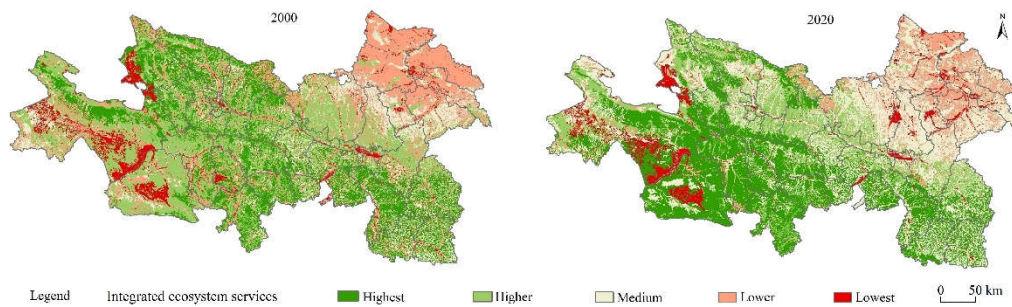 2000
2020
N
Legend Integrated ecosystem services Highest Higher Medium Lower Lowest 0 50 km